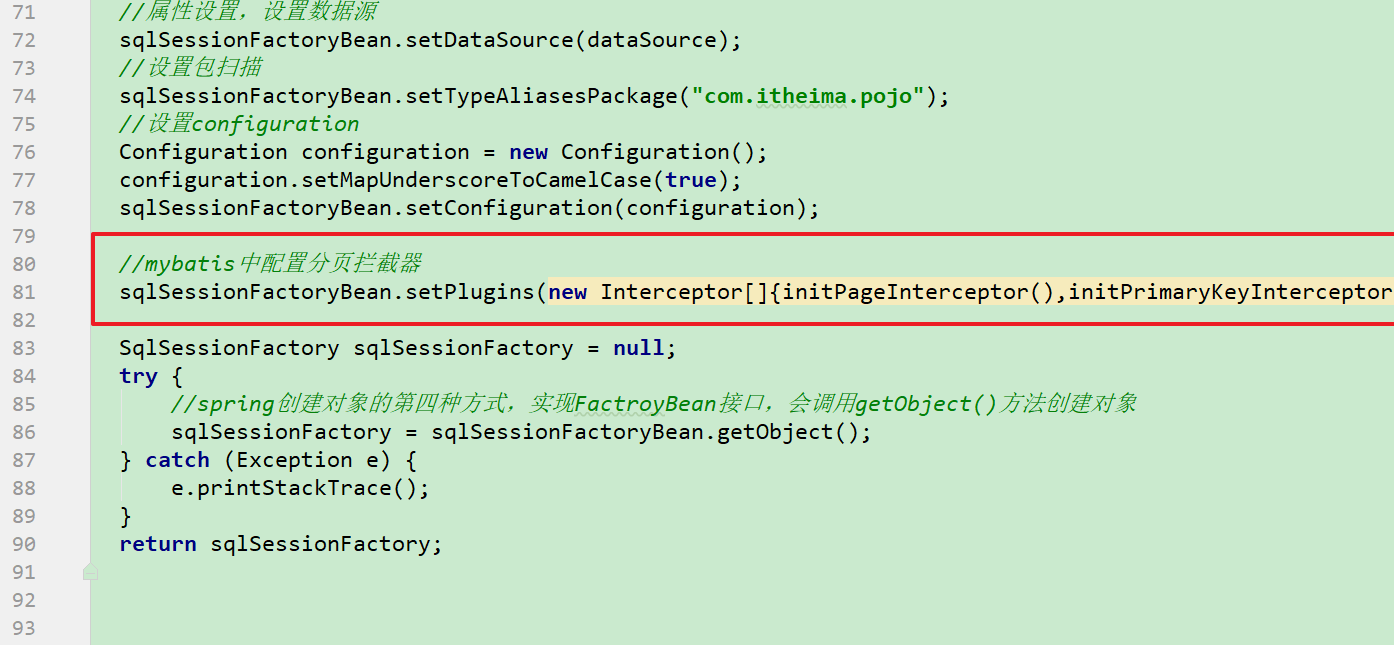 71 //属性设置，设置数据源
72 sqlSessionFactoryBean.setDataSource(dataSource);
73 //设置包扫描
74 sqlSessionFactoryBean.setTypeAliasesPackage("com.itheima.pojo");
75 //设置configuration
76 Configuration configuration = new Configuration();
77 configuration.setMapUnderscoreToCamelCase(true);
78 sqlSessionFactoryBean.setConfiguration(configuration);
79
80 //mybatis中配置分页拦截器
81 sqlSessionFactoryBean.setPlugins(new Interceptor[]{initPageInterceptor(),initPrimaryKeyInterceptor
82
83 SqlSessionFactory sqlSessionFactory = null;
84 try {
85 //spring创建对象的第四种方式，实现FactroyBean接口，会调用getObject()方法创建对象
86 sqlSessionFactory = sqlSessionFactoryBean.getObject();
87 } catch (Exception e) {
88 e.printStackTrace();
89 }
90 return sqlSessionFactory;
91
92
93